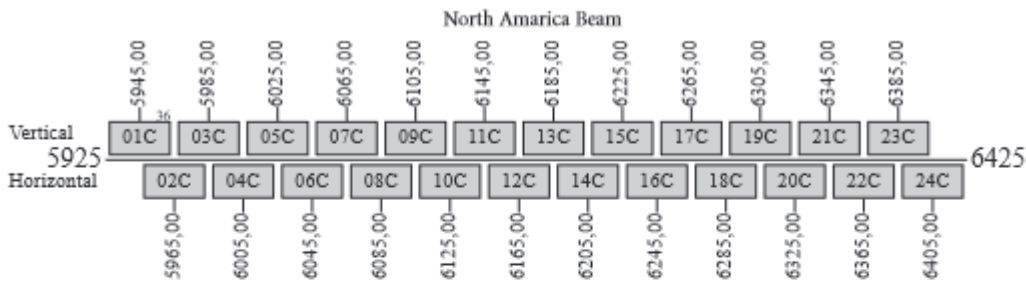 North Amarica Beam
5945,00 5985,00 6025,00 6065,00 6105,00 6145,00 6185,00 6225,00 6265,00 6305,00 6345,00 6385,00
36
Vertical 01C 03C 05C 07C 09C 11C 13C 15C 17C 19C 21C 23C
5925 6425
Horizontal 02C 04C 06C 08C 10C 12C 14C 16C 18C 20C 22C 24C
5965,00 6005,00 6045,00 6085,00 6125,00 6165,00 6205,00 6245,00 6285,00 6325,00 6365,00 6405,00